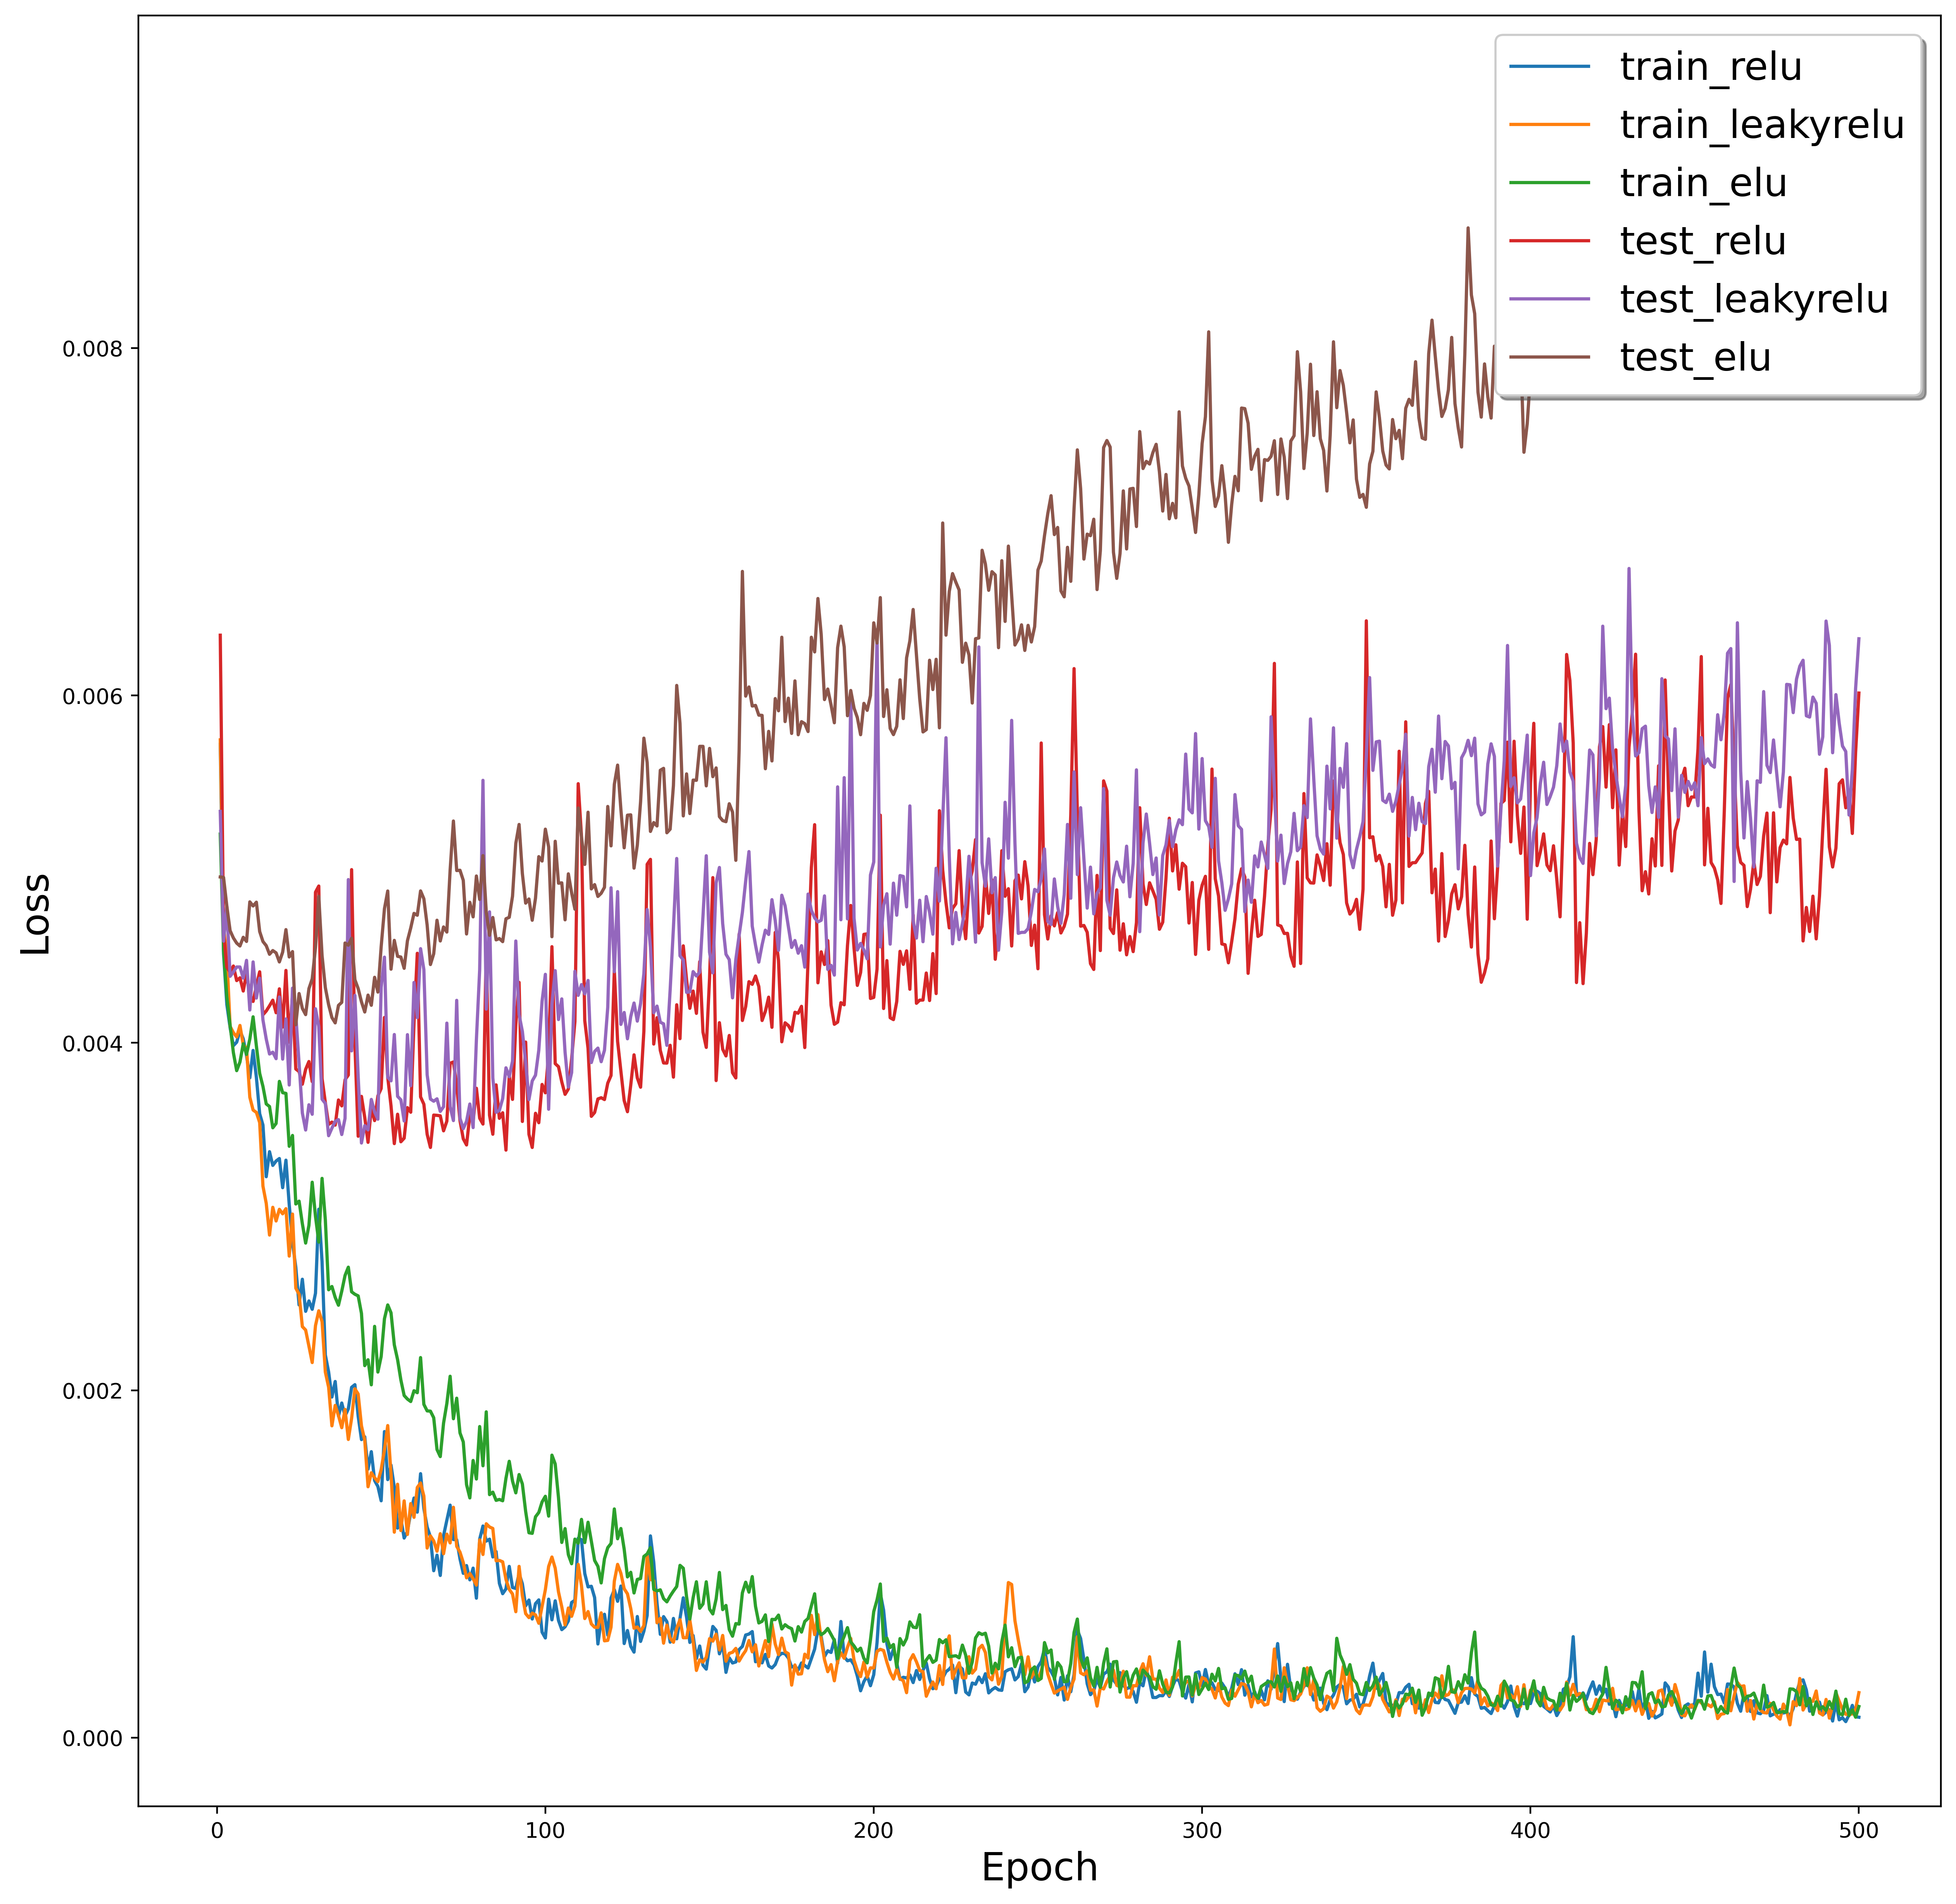 train_relu
train_leakyrelu
train_elu
test_relu
test_leakyrelu
test_elu
Loss
0.008
0.006
0.004
0.002
0.000
0 100 200 300 400 500
Epoch